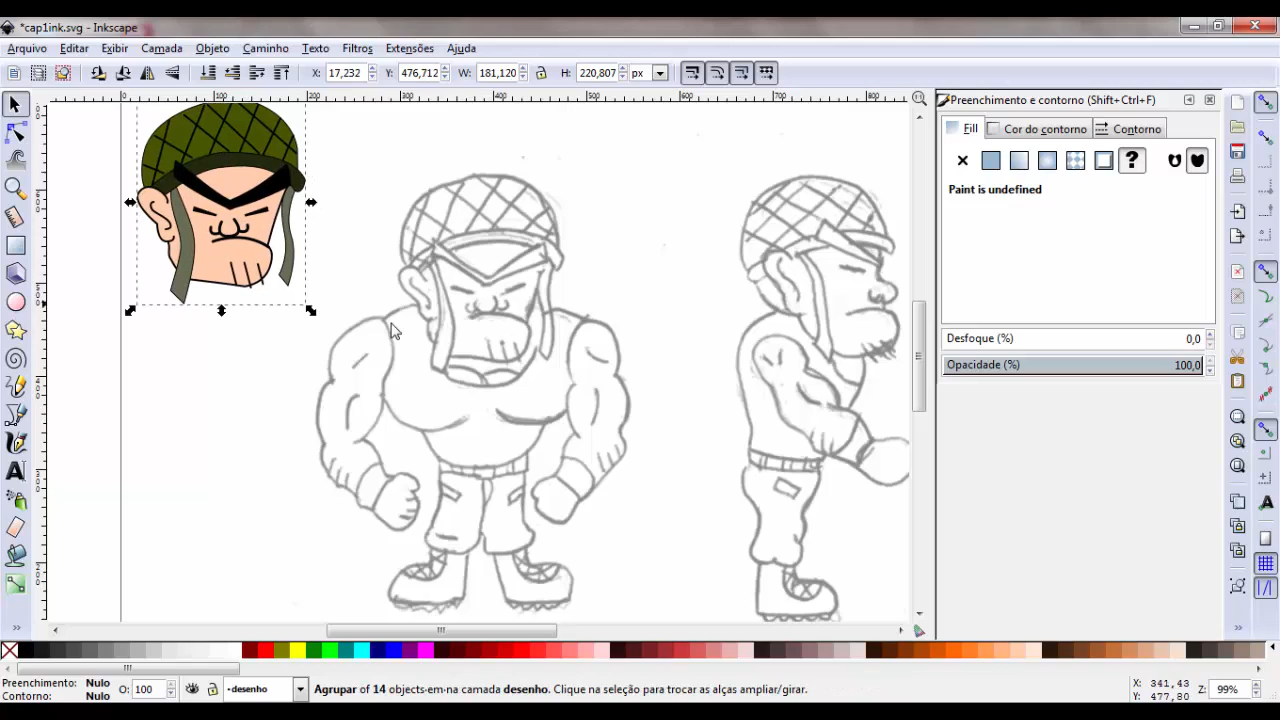 *cap1ink.svg - Inkscape
Arquivo Editar Exibir Camada Objeto Caminho Texto Filtros Extensões Ajuda
X: 17,232 Y: 476,712 W: 181,120 H: 220,807 px
Preenchimento e contorno (Shift+Ctrl+F)
Fill Cor do contorno Contorno
Paint is undefined
Desfoque (%) 0,0
Opacidade (%) 100,0
Preenchimento: Nulo O: 100 •desenho Agrupar of 14 objects-em-na camada desenho. Clique na seleção para trocar as alças ampliar/girar. X: 341,43 Z: 99%
Contorno: Nulo Y: 477,80